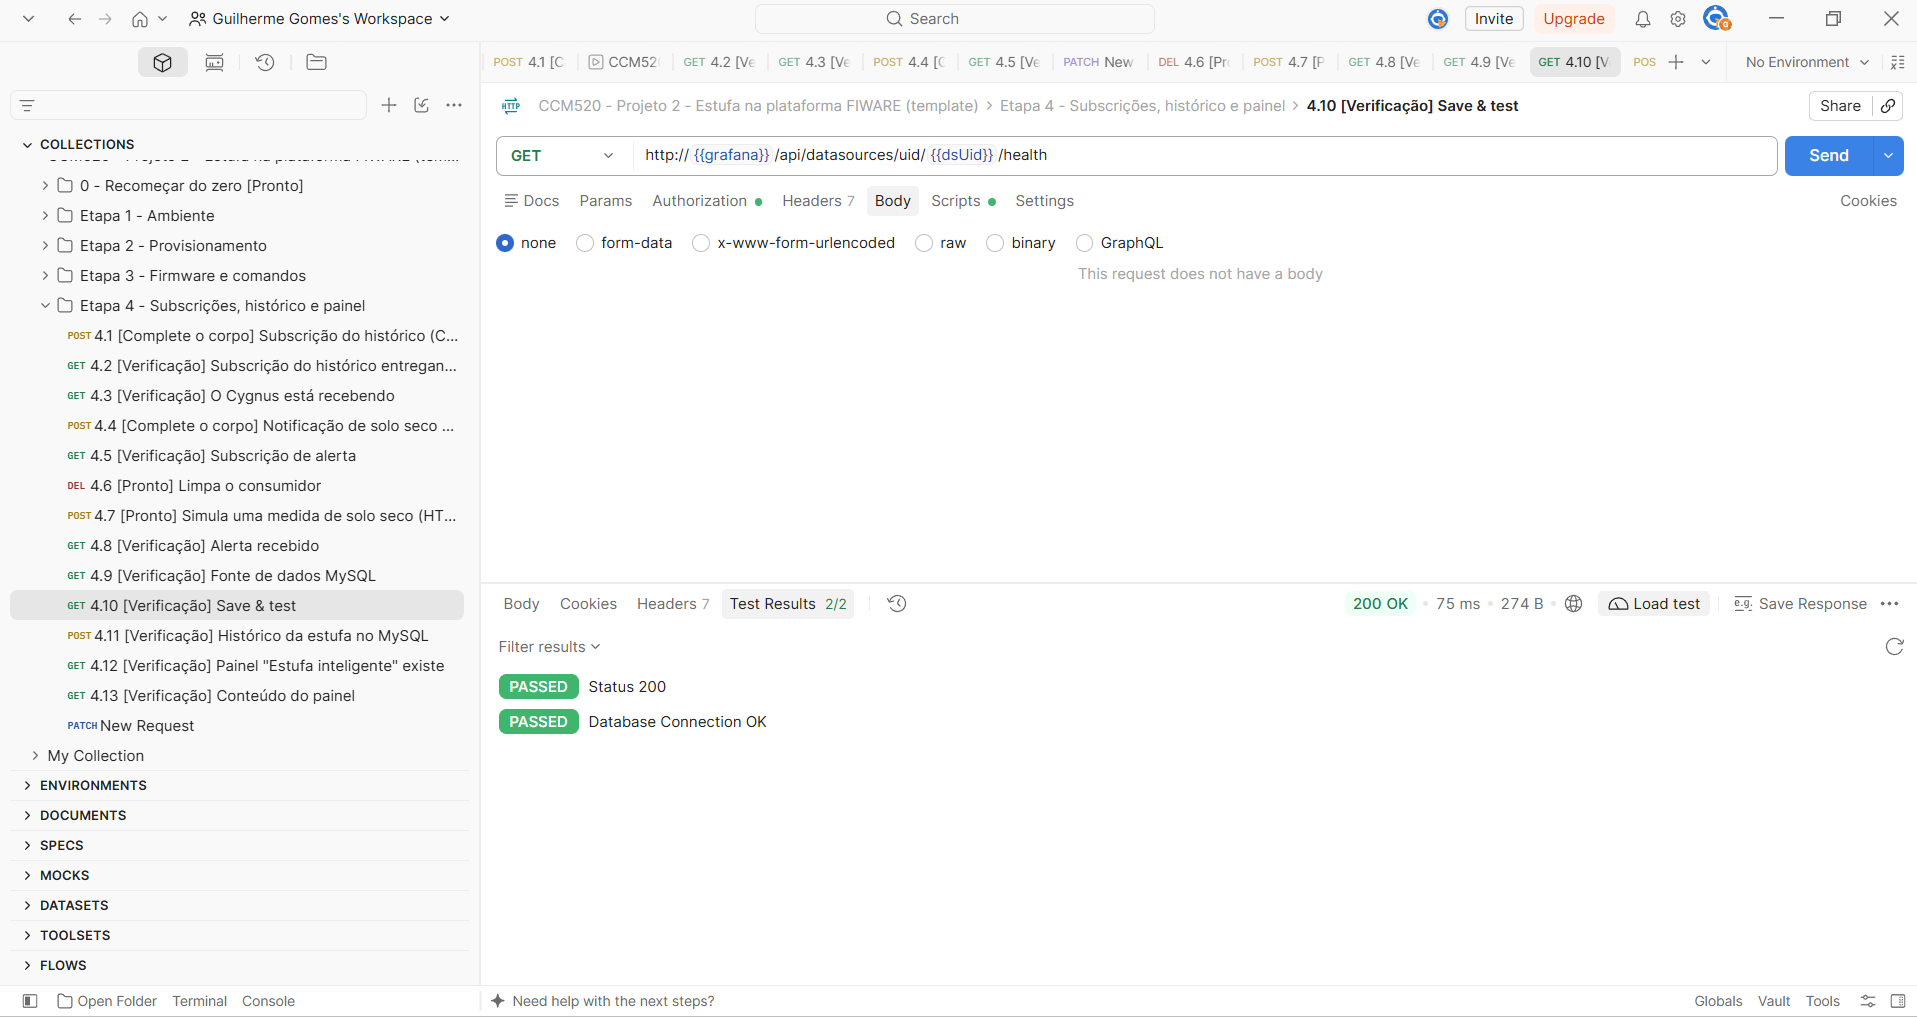 Guilherme Gomes's Workspace
Search
Invite
Upgrade
POST 4.1 [C
CCM52
GET 4.2 [Ve
GET 4.3 [Ve
POST 4.4 [C
GET 4.5 [Ve
PATCH New
DEL 4.6 [Pr
POST 4.7 [P
GET 4.8 [Ve
GET 4.9 [Ve
GET 4.10 [V
POS
No Environment
COLLECTIONS
0 - Recomeçar do zero [Pronto]
Etapa 1 - Ambiente
Etapa 2 - Provisionamento
Etapa 3 - Firmware e comandos
Etapa 4 - Subscrições, histórico e painel
POST 4.1 [Complete o corpo] Subscrição do histórico (C...
GET 4.2 [Verificação] Subscrição do histórico entregan...
GET 4.3 [Verificação] O Cygnus está recebendo
POST 4.4 [Complete o corpo] Notificação de solo seco ...
GET 4.5 [Verificação] Subscrição de alerta
DEL 4.6 [Pronto] Limpa o consumidor
POST 4.7 [Pronto] Simula uma medida de solo seco (HT...
GET 4.8 [Verificação] Alerta recebido
GET 4.9 [Verificação] Fonte de dados MySQL
GET 4.10 [Verificação] Save & test
POST 4.11 [Verificação] Histórico da estufa no MySQL
GET 4.12 [Verificação] Painel "Estufa inteligente" existe
GET 4.13 [Verificação] Conteúdo do painel
PATCH New Request
My Collection
ENVIRONMENTS
DOCUMENTS
SPECS
MOCKS
DATASETS
TOOLSETS
FLOWS
HTTP CCM520 - Projeto 2 - Estufa na plataforma FIWARE (template) > Etapa 4 - Subscrições, histórico e painel > 4.10 [Verificação] Save & test
Share
GET
http:// {{grafana}} /api/datasources/uid/ {{dsUid}} /health
Send
Docs Params Authorization Headers 7 Body Scripts Settings
Cookies
none form-data x-www-form-urlencoded raw binary GraphQL
This request does not have a body
Body Cookies Headers 7 Test Results 2/2
200 OK • 75 ms • 274 B
Load test
e.g. Save Response
Filter results
PASSED Status 200
PASSED Database Connection OK
Open Folder Terminal Console
Need help with the next steps?
Globals Vault Tools